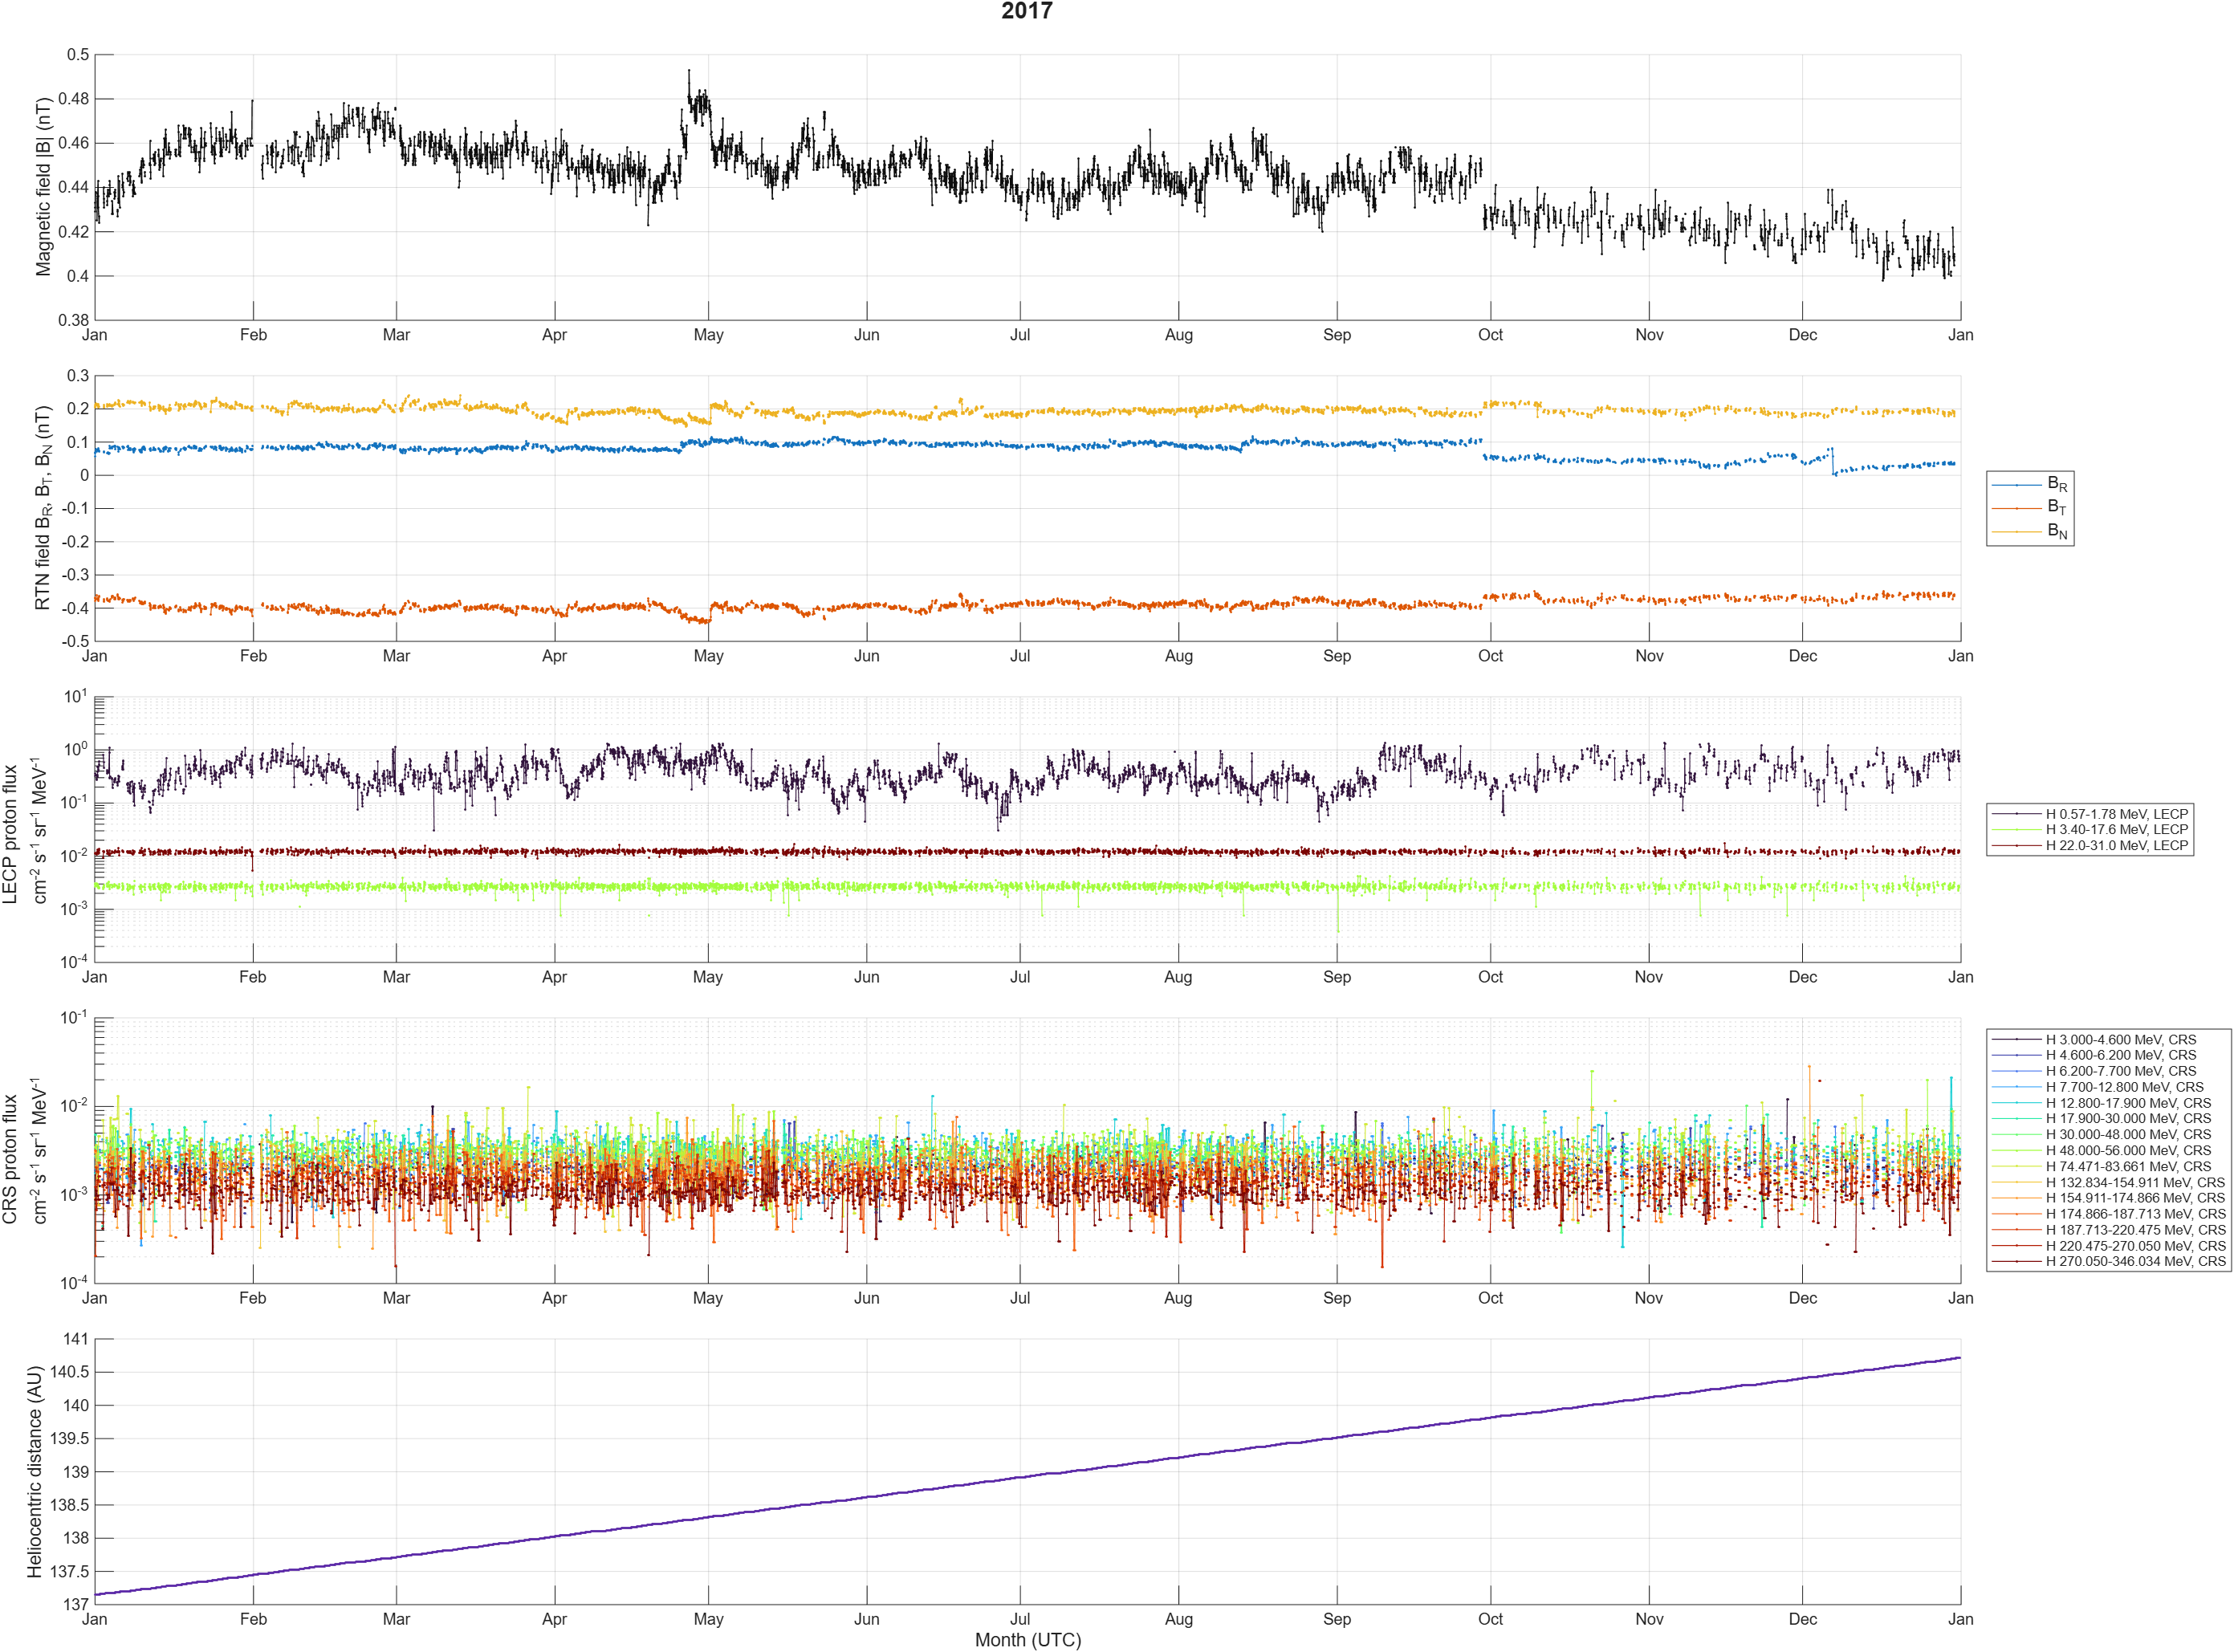 2017
Magnetic field |B| (nT)
0.5
0.48
0.46
0.44
0.42
0.4
0.38
Jan Feb Mar Apr May Jun Jul Aug Sep Oct Nov Dec Jan
RTN field B_R, B_T, B_N (nT)
0.3
0.2
0.1
0
-0.1
-0.2
-0.3
-0.4
-0.5
Jan Feb Mar Apr May Jun Jul Aug Sep Oct Nov Dec Jan
B_R
B_T
B_N
LECP proton flux
cm^-2 s^-1 sr^-1 MeV^-1
10^1
10^0
10^-1
10^-2
10^-3
10^-4
Jan Feb Mar Apr May Jun Jul Aug Sep Oct Nov Dec Jan
H 0.57-1.78 MeV, LECP
H 3.40-17.6 MeV, LECP
H 22.0-31.0 MeV, LECP
CRS proton flux
cm^-2 s^-1 sr^-1 MeV^-1
10^-1
10^-2
10^-3
10^-4
Jan Feb Mar Apr May Jun Jul Aug Sep Oct Nov Dec Jan
H 3.000-4.600 MeV, CRS
H 4.600-6.200 MeV, CRS
H 6.200-7.700 MeV, CRS
H 7.700-12.800 MeV, CRS
H 12.800-17.900 MeV, CRS
H 17.900-30.000 MeV, CRS
H 30.000-48.000 MeV, CRS
H 48.000-56.000 MeV, CRS
H 74.471-83.661 MeV, CRS
H 132.834-154.911 MeV, CRS
H 154.911-174.866 MeV, CRS
H 174.866-187.713 MeV, CRS
H 187.713-220.475 MeV, CRS
H 220.475-270.050 MeV, CRS
H 270.050-346.034 MeV, CRS
Heliocentric distance (AU)
141
140.5
140
139.5
139
138.5
138
137.5
137
Jan Feb Mar Apr May Jun Jul Aug Sep Oct Nov Dec Jan
Month (UTC)